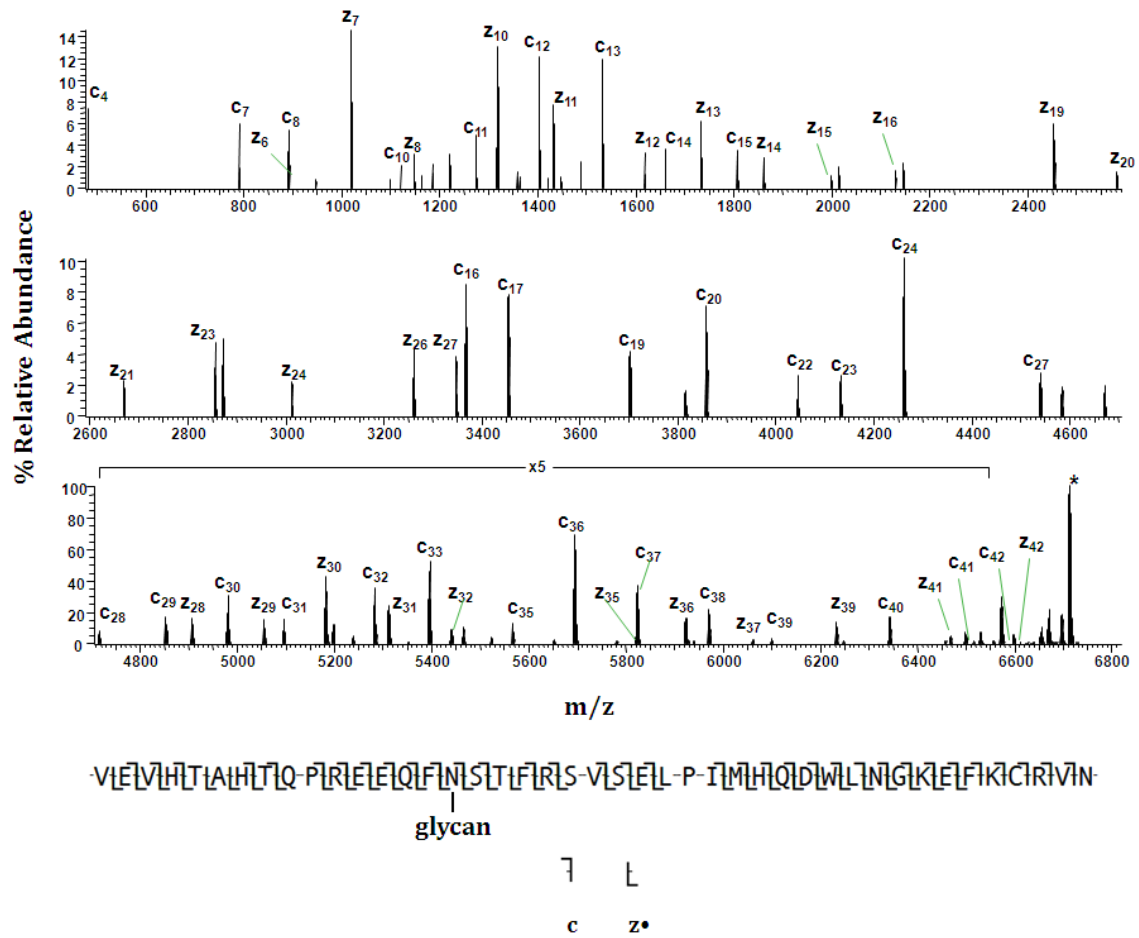 % Relative Abundance
14
12
10
8
6
4
2
0
c4
c7
z6
c8
z7
c10
z8
c11
z10
c12
z11
c13
z12
c14
z13
c15
z14
z15
z16
z19
z20
600 800 1000 1200 1400 1600 1800 2000 2200 2400
10
8
6
4
2
0
z21
z23
z24
z26
z27
c16
c17
c19
c20
c22
c23
c24
c27
2600 2800 3000 3200 3400 3600 3800 4000 4200 4400 4600
x5
100
80
60
40
20
0
c28
c29
z28
c30
z29
c31
z30
c32
z31
c33
z32
c35
c36
z35
c37
z36
c38
z37
c39
z39
c40
z41
c41
c42
z42
*
4800 5000 5200 5400 5600 5800 6000 6200 6400 6600 6800
m/z
-VEVHTAHTQ-PREEQFNSTFRS-VSEL-P-IMHQDWLNGKEFKCRVN-
glycan
c z•